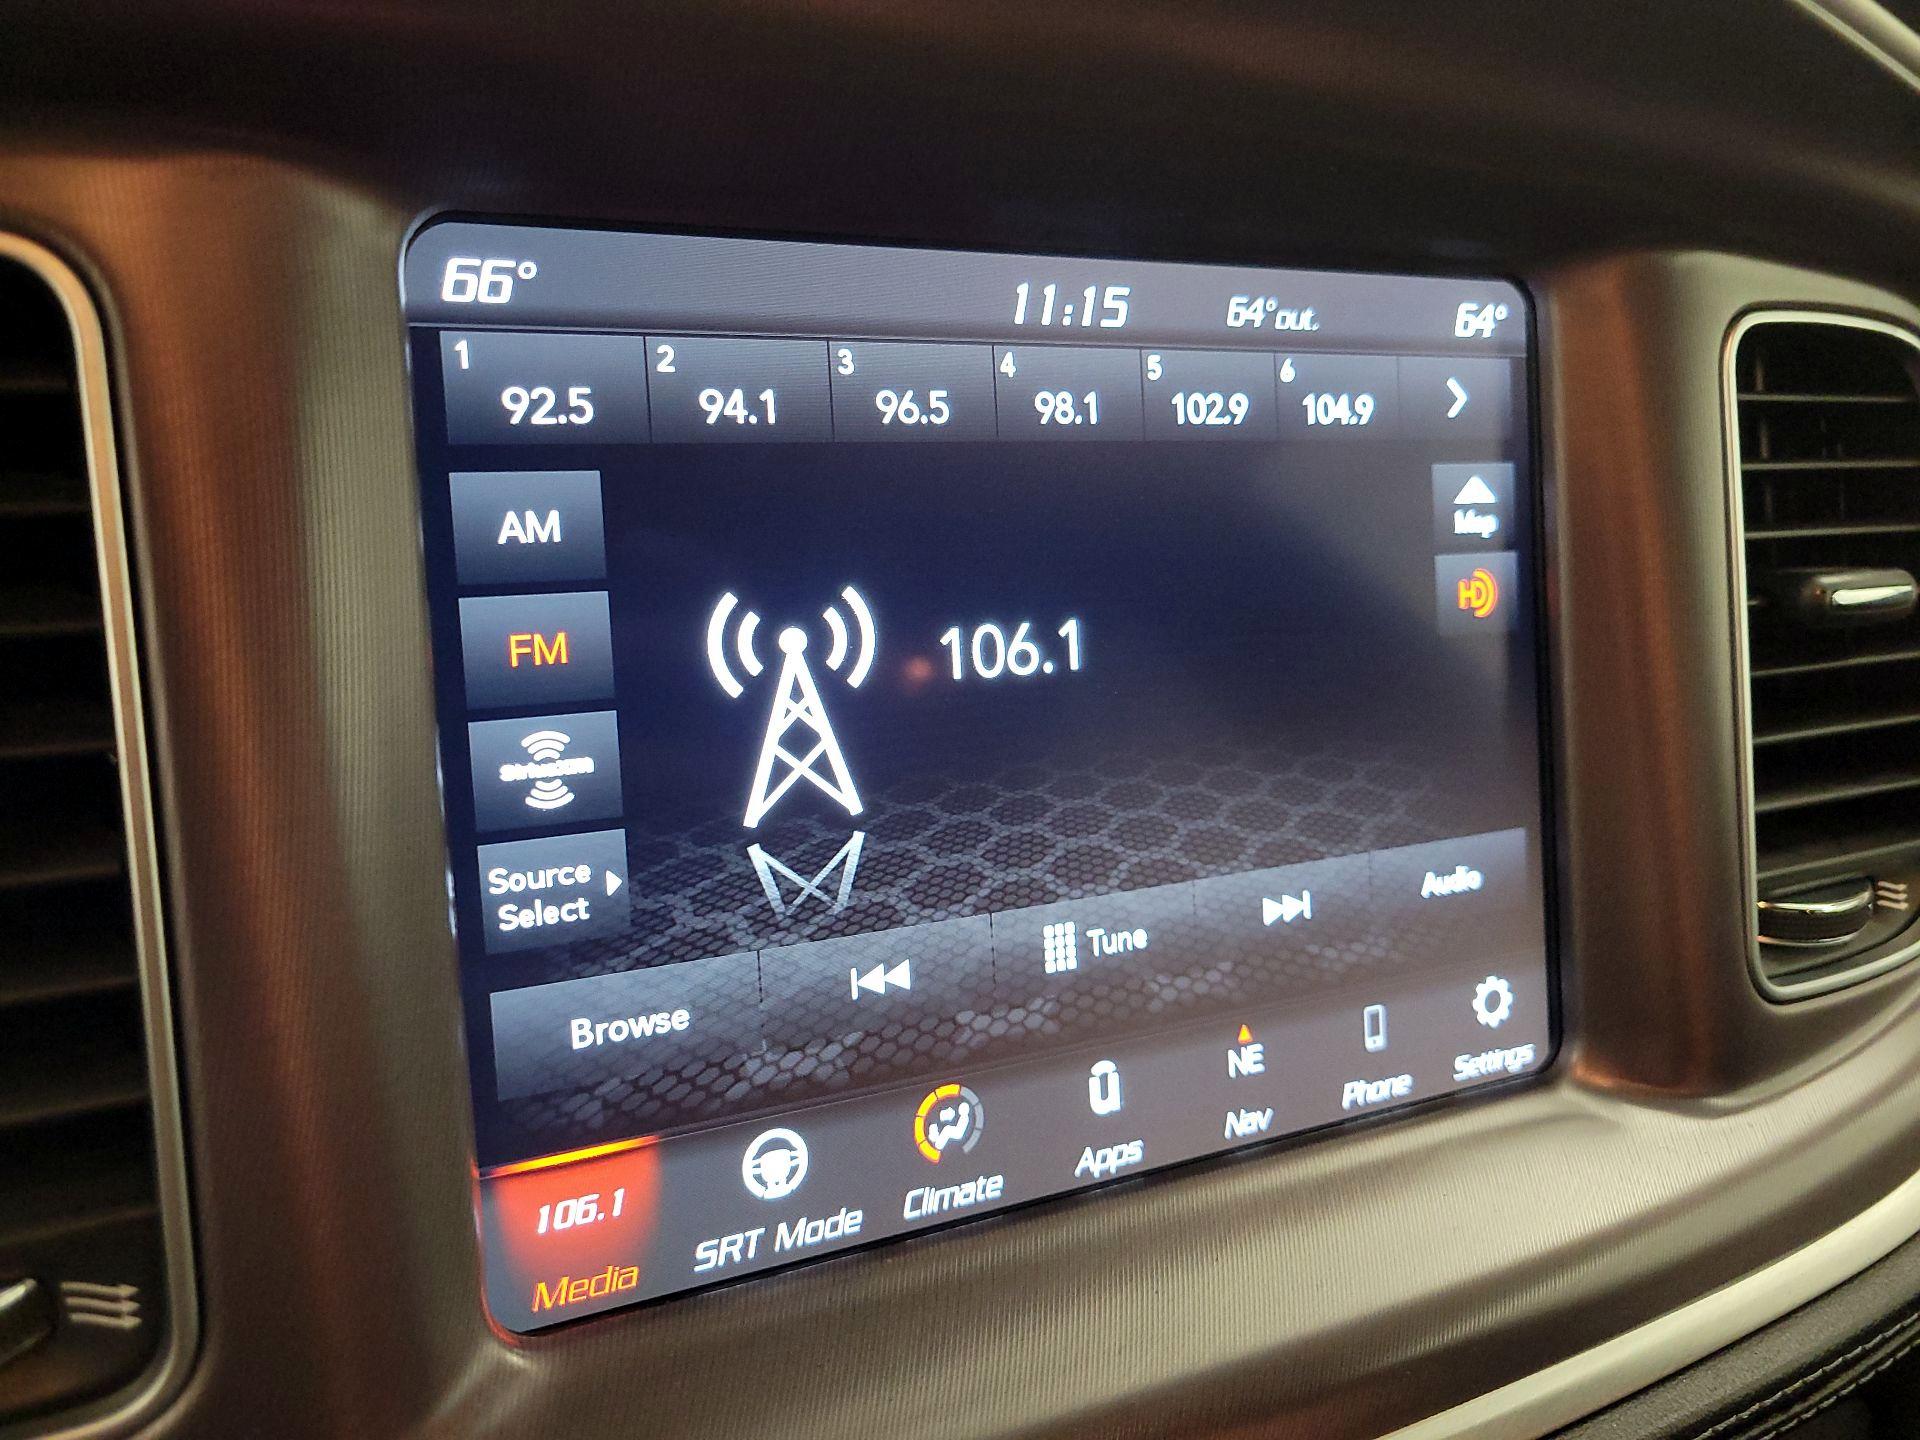 66° 11:15 64° out. 64°
1 2 3 4 5 6
92.5 94.1 96.5 98.1 102.9 104.9
AM
Map
HD
FM
106.1
SiriusXM
Source
Select
Browse Tune Audio
106.1 NE
Media SRT Mode Climate Apps Nav Phone Settings